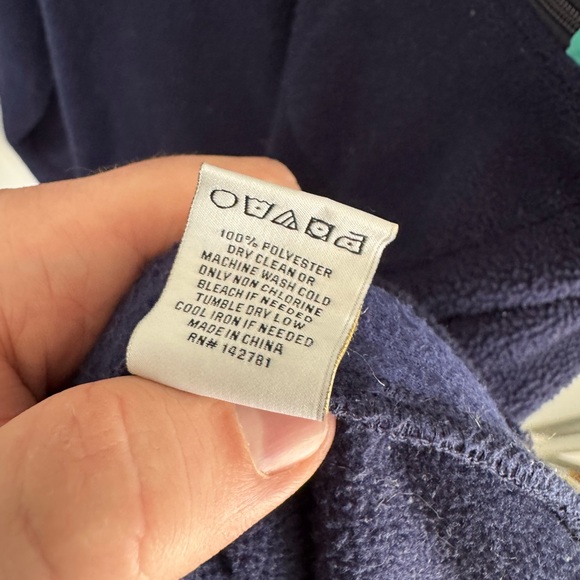 100% POLYESTER
DRY CLEAN OR
MACHINE WASH COLD
ONLY NON CHLORINE
BLEACH IF NEEDED
TUMBLE DRY LOW
COOL IRON IF NEEDED
MADE IN CHINA
RN# 142781